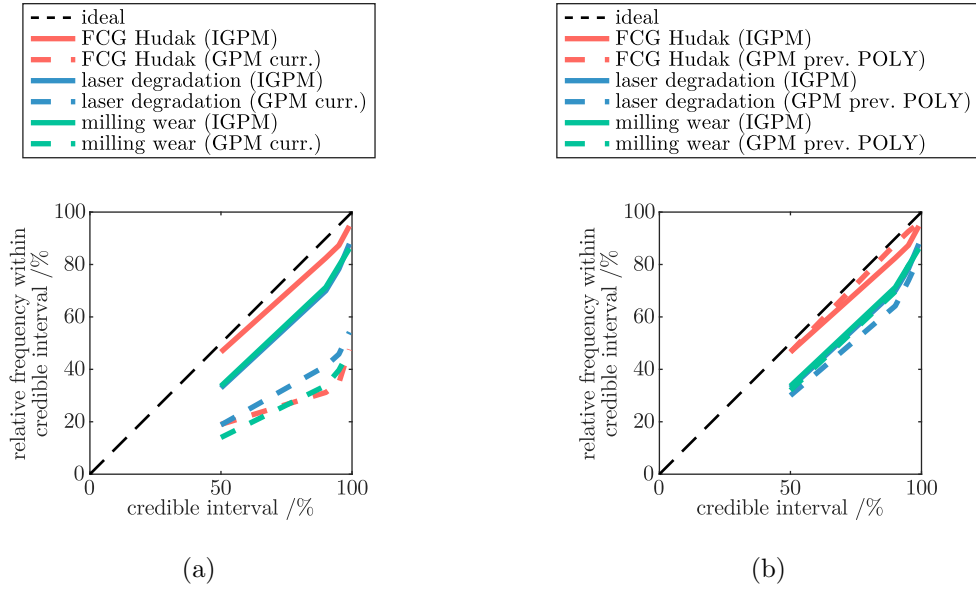 ideal
FCG Hudak (IGPM)
FCG Hudak (GPM curr.)
laser degradation (IGPM)
laser degradation (GPM curr.)
milling wear (IGPM)
milling wear (GPM curr.)
100
80
60
40
20
0
0
50
100
relative frequency within
credible interval /%
credible interval /%
(a)
ideal
FCG Hudak (IGPM)
FCG Hudak (GPM prev. POLY)
laser degradation (IGPM)
laser degradation (GPM prev. POLY)
milling wear (IGPM)
milling wear (GPM prev. POLY)
100
80
60
40
20
0
0
50
100
relative frequency within
credible interval /%
credible interval /%
(b)